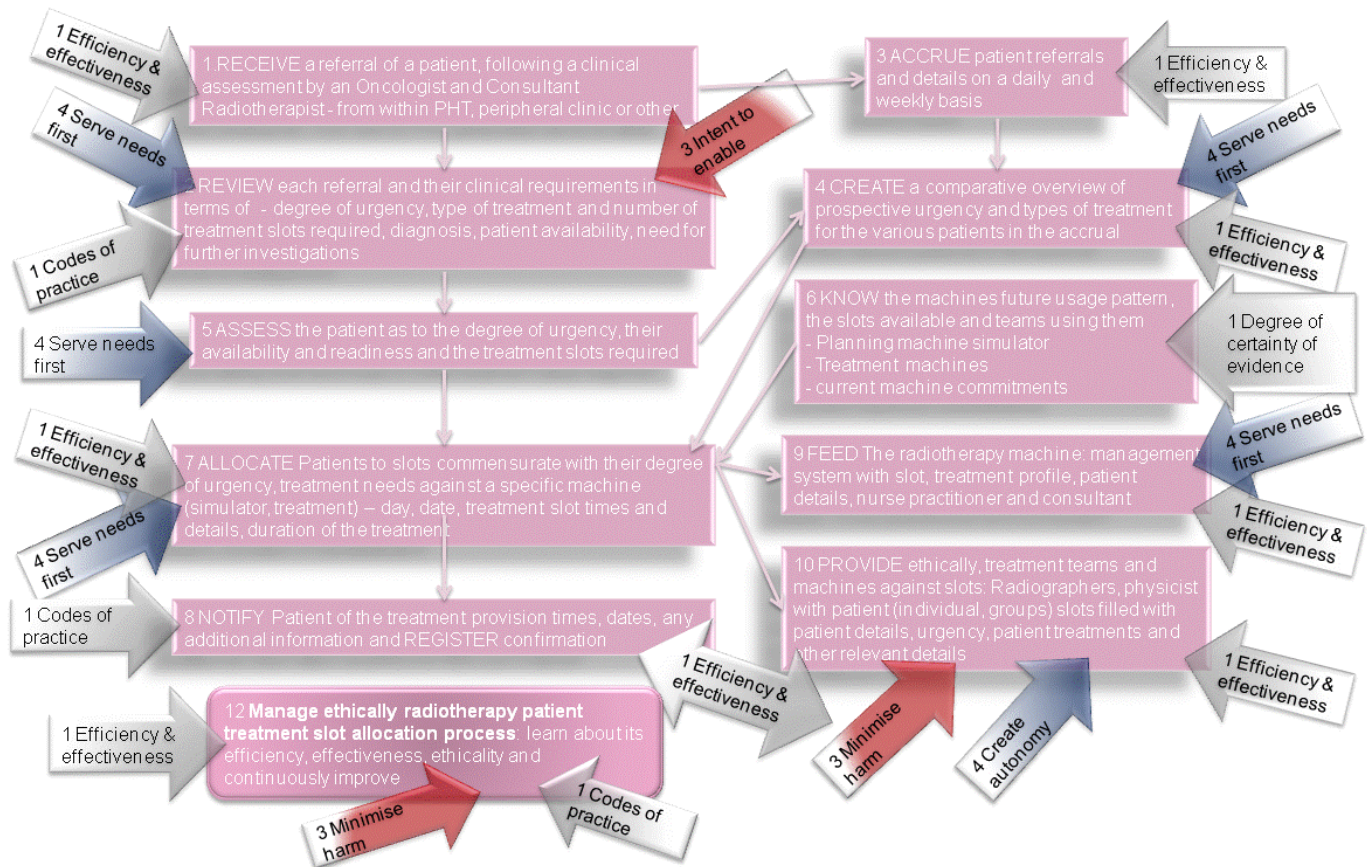 1 Efficiency &
effectiveness
1.RECEIVE a referral of a patient, following a clinical
assessment by an Oncologist and Consultant
Radiotherapist - from within PHT, peripheral clinic or other
3 ACCRUE patient referrals
and details on a daily and
weekly basis
1 Efficiency &
effectiveness
4 Serve needs
first
3 Intent to
enable
REVIEW each referral and their clinical requirements in
terms of - degree of urgency, type of treatment and number of
treatment slots required, diagnosis, patient availability, need for
further investigations
1 Codes of
practice
4 Serve needs
first
4 CREATE a comparative overview of
prospective urgency and types of treatment
for the various patients in the accrual
1 Efficiency &
effectiveness
4 Serve needs
first
5 ASSESS the patient as to the degree of urgency, their
availability and readiness and the treatment slots required
6 KNOW the machines future usage pattern,
the slots available and teams using them
- Planning machine simulator
- Treatment machines
- current machine commitments
1 Degree of
certainty of
evidence
1 Efficiency &
effectiveness
7 ALLOCATE Patients to slots commensurate with their degree
of urgency, treatment needs against a specific machine
(simulator, treatment) – day, date, treatment slot times and
details, duration of the treatment
4 Serve needs
first
4 Serve needs
first
9 FEED The radiotherapy machine: management
system with slot, treatment profile, patient
details, nurse practitioner and consultant
1 Efficiency &
effectiveness
1 Codes of
practice
8 NOTIFY Patient of the treatment provision times, dates, any
additional information and REGISTER confirmation
10 PROVIDE ethically, treatment teams and
machines against slots: Radiographers, physicist
with patient (individual, groups) slots filled with
patient details, urgency, patient treatments and
other relevant details
1 Efficiency &
effectiveness
3 Minimise
harm
4 Create
autonomy
1 Efficiency &
effectiveness
1 Efficiency &
effectiveness
12 Manage ethically radiotherapy patient
treatment slot allocation process: learn about its
efficiency, effectiveness, ethicality and
continuously improve
3 Minimise
harm
1 Codes of
practice